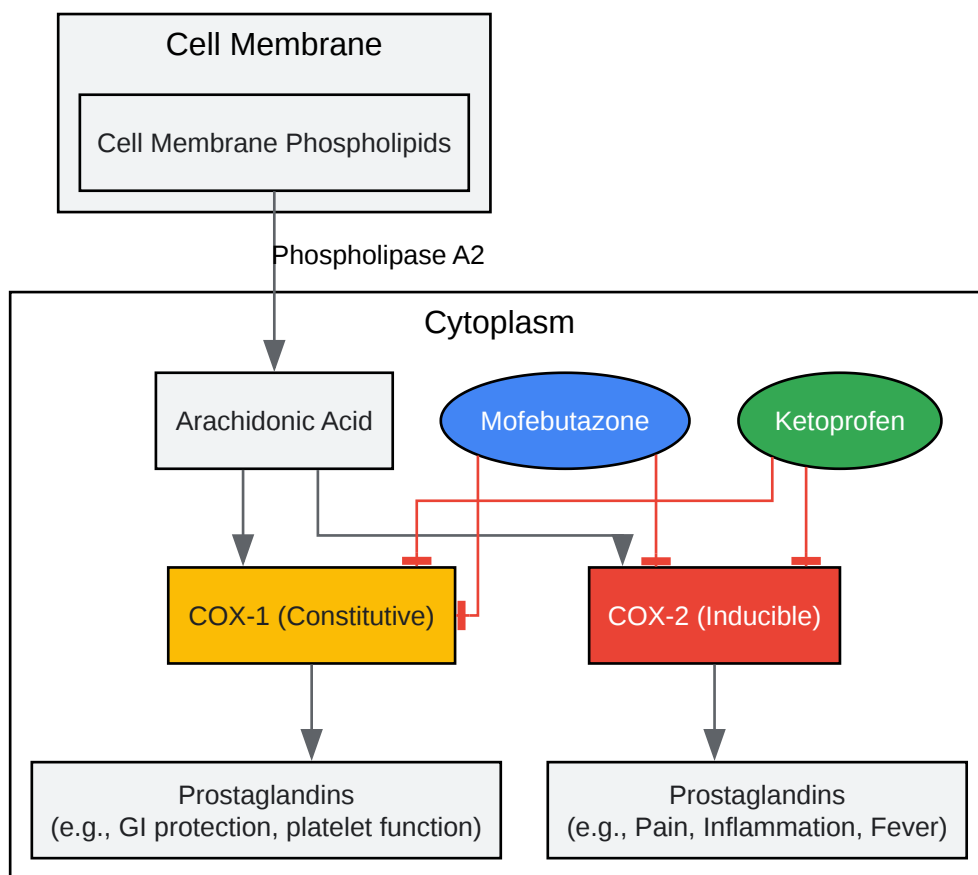 Cell Membrane
Cell Membrane Phospholipids
Phospholipase A2
Cytoplasm
Arachidonic Acid
Mofebutazone
Ketoprofen
COX-1 (Constitutive)
COX-2 (Inducible)
Prostaglandins
(e.g., GI protection, platelet function)
Prostaglandins
(e.g., Pain, Inflammation, Fever)